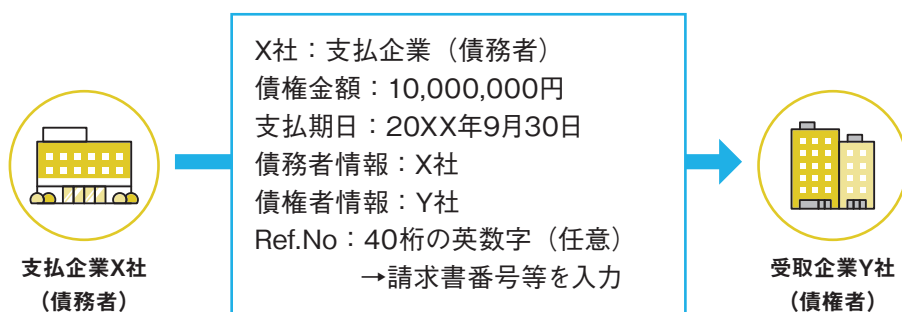 X社：支払企業（債務者）
債権金額：10,000,000円
支払期日：20XX年9月30日
債務者情報：X社
債権者情報：Y社
Ref.No：40桁の英数字（任意）
→請求書番号等を入力
支払企業X社
（債務者）
受取企業Y社
（債権者）